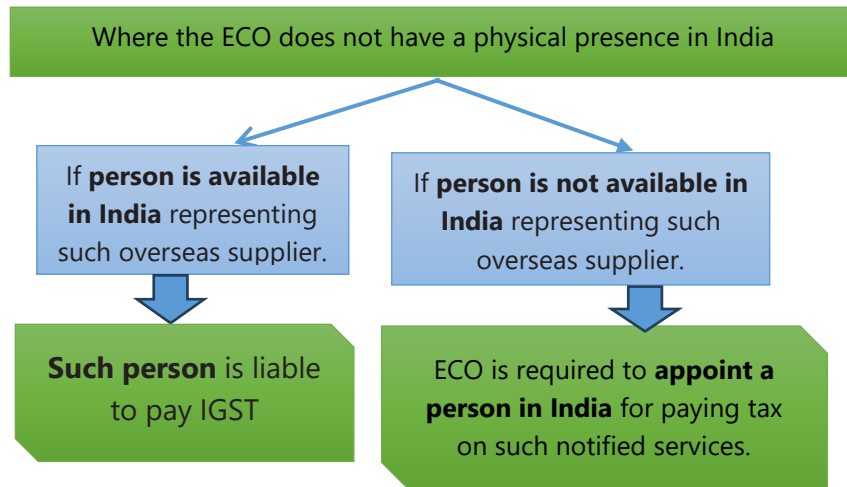 Where the ECO does not have a physical presence in India
If person is available
in India representing
such overseas supplier.
If person is not available in
India representing such
overseas supplier.
Such person is liable
to pay IGST
ECO is required to appoint a
person in India for paying tax
on such notified services.